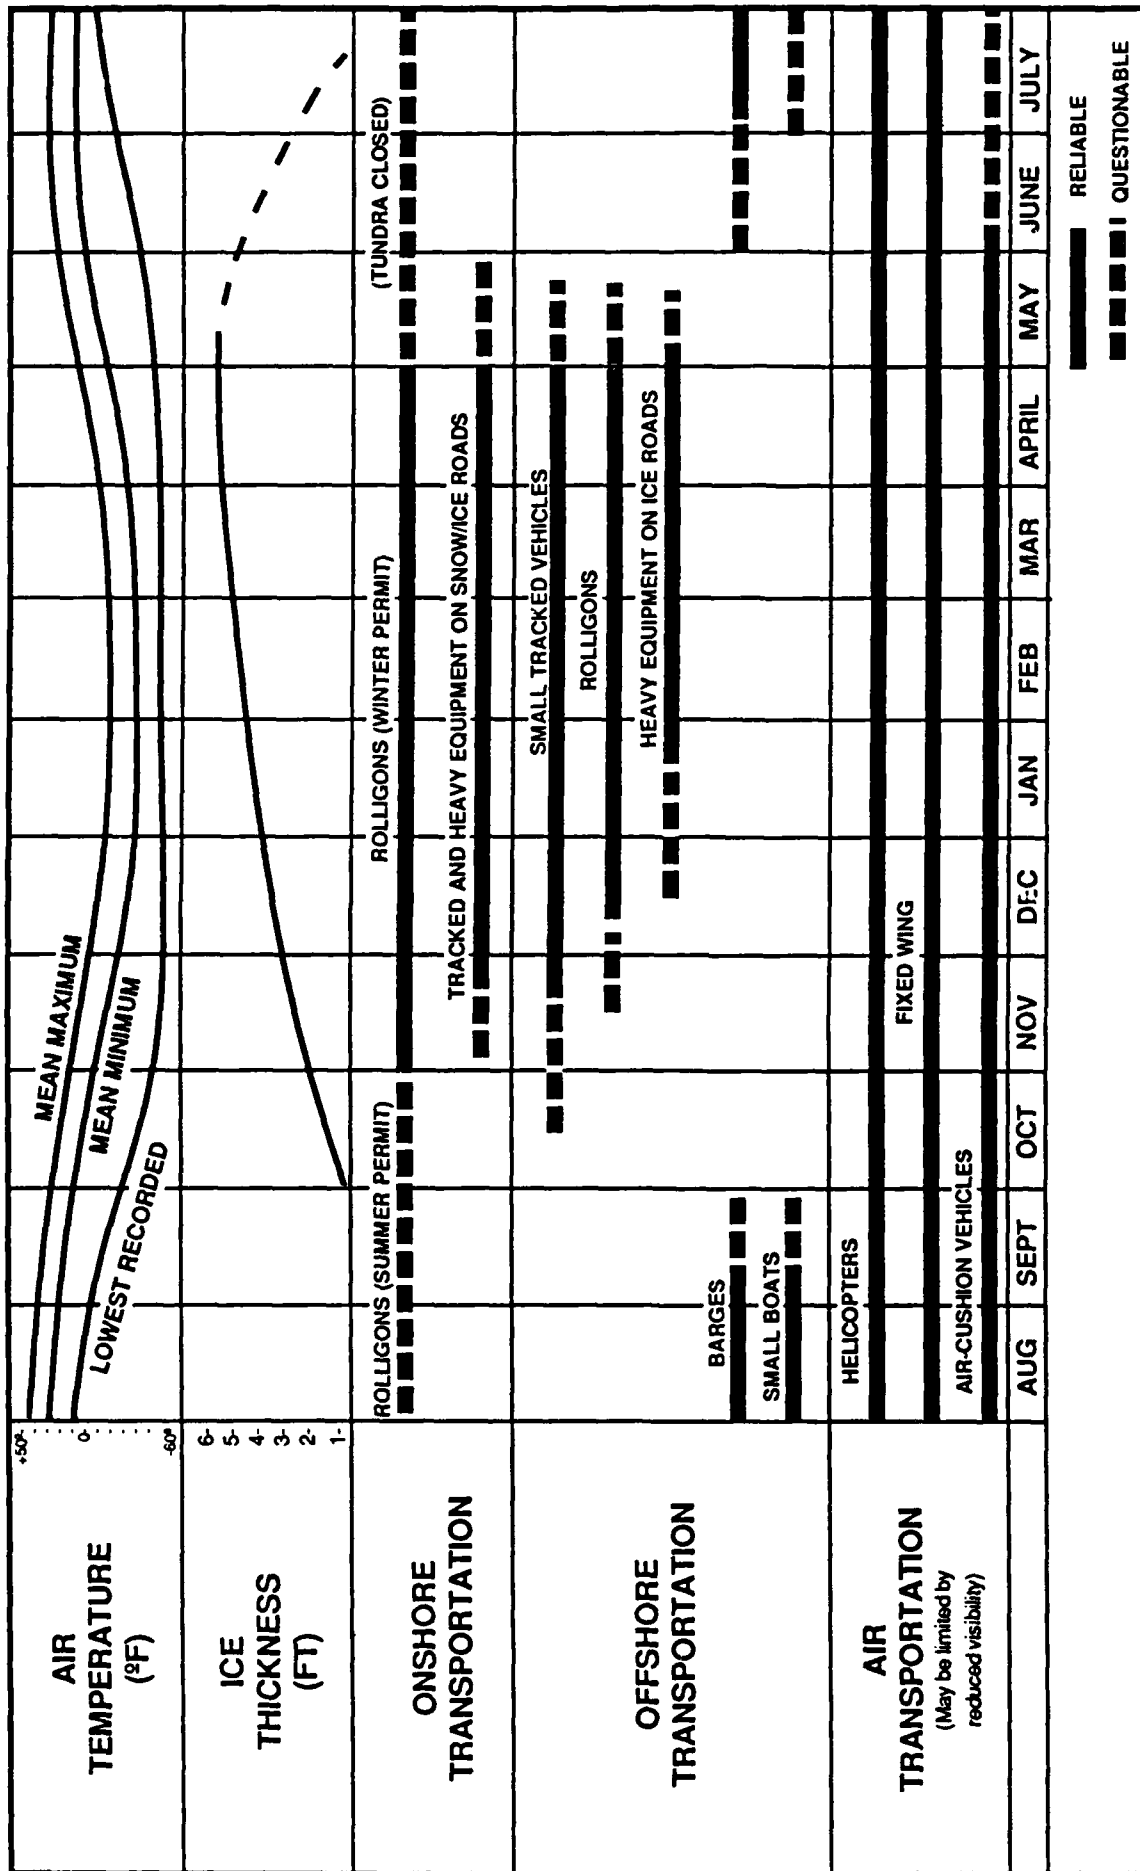 AIR
TEMPERATURE
(ºF)
+50º
0-
-60º
MEAN MAXIMUM
MEAN MINIMUM
LOWEST RECORDED
ICE
THICKNESS
(FT)
6-
5-
4-
3-
2-
1-
ONSHORE
TRANSPORTATION
ROLLIGONS (SUMMER PERMIT)
ROLLIGONS (WINTER PERMIT)
(TUNDRA CLOSED)
TRACKED AND HEAVY EQUIPMENT ON SNOW/ICE ROADS
OFFSHORE
TRANSPORTATION
SMALL TRACKED VEHICLES
ROLLIGONS
HEAVY EQUIPMENT ON ICE ROADS
BARGES
SMALL BOATS
AIR
TRANSPORTATION
(May be limited by
reduced visibility)
HELICOPTERS
FIXED WING
AIR-CUSHION VEHICLES
AUG SEPT OCT NOV DEC JAN FEB MAR APRIL MAY JUNE JULY
RELIABLE
QUESTIONABLE